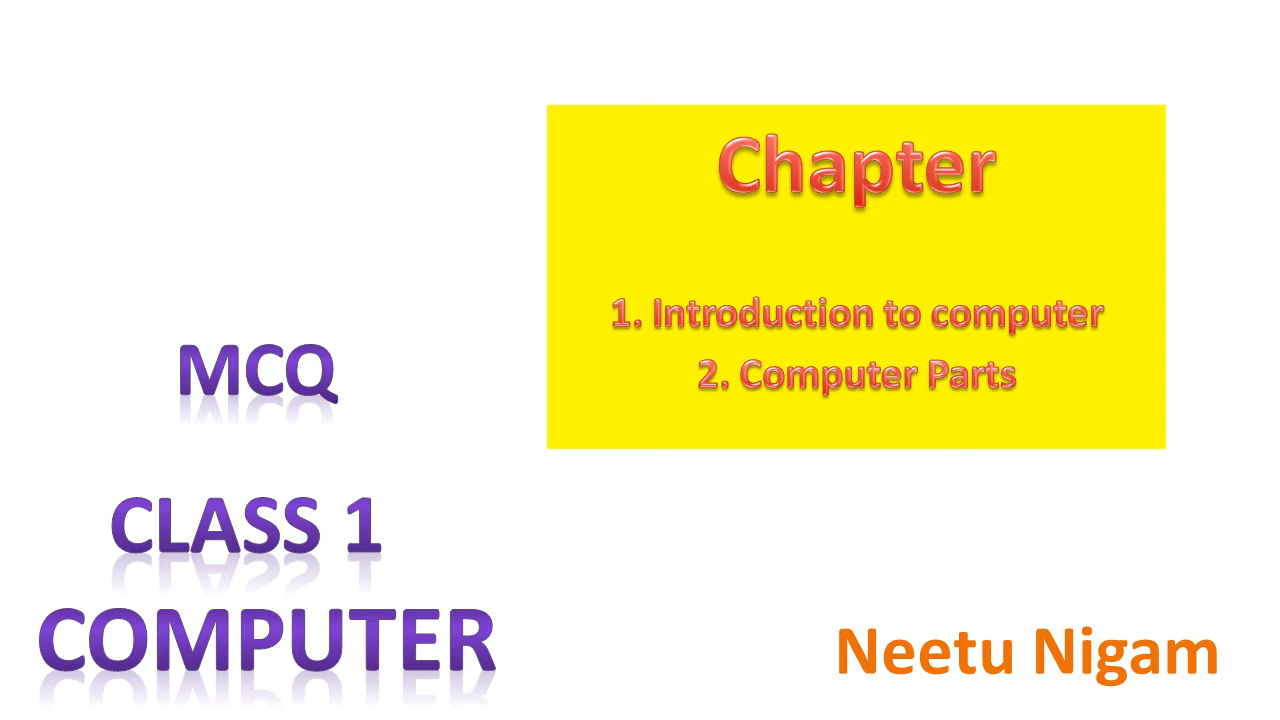 Chapter
1. Introduction to computer
2. Computer Parts
MCQ
CLASS 1
COMPUTER
Neetu Nigam